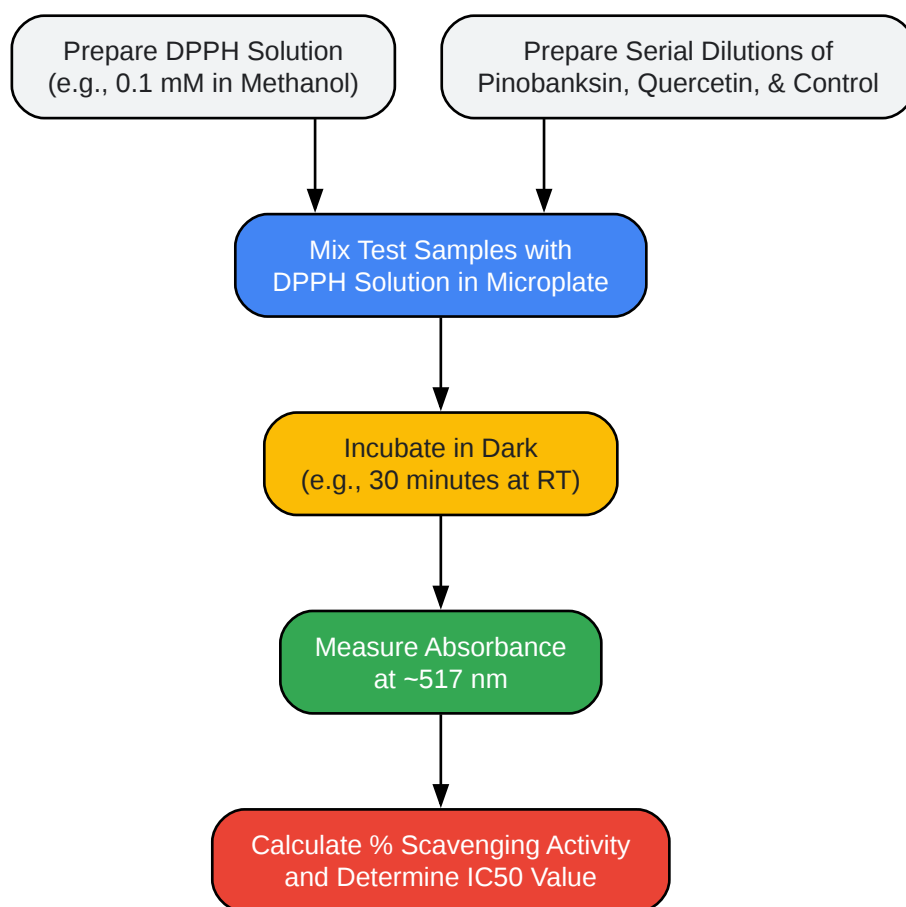 Prepare DPPH Solution
(e.g., 0.1 mM in Methanol)
Prepare Serial Dilutions of
Pinobanksin, Quercetin, & Control
Mix Test Samples with
DPPH Solution in Microplate
Incubate in Dark
(e.g., 30 minutes at RT)
Measure Absorbance
at ~517 nm
Calculate % Scavenging Activity
and Determine IC50 Value